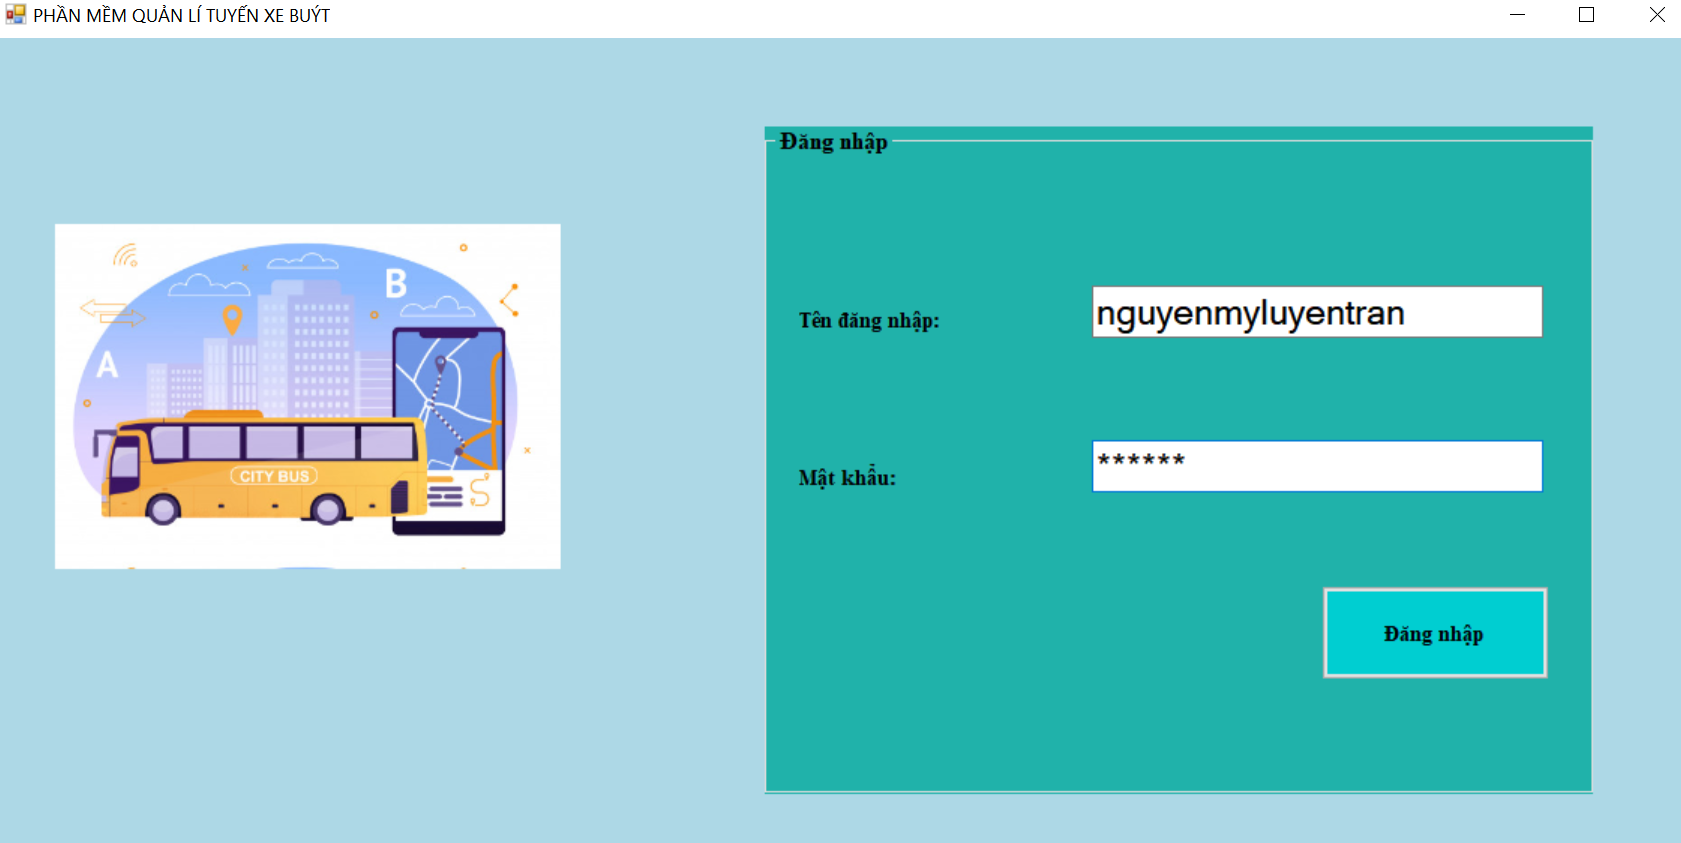 PHẦN MỀM QUẢN LÍ TUYẾN XE BUÝT
Đăng nhập
B
A
CITY BUS
Tên đăng nhập:
nguyenmyluyentran
Mật khẩu:
******
Đăng nhập